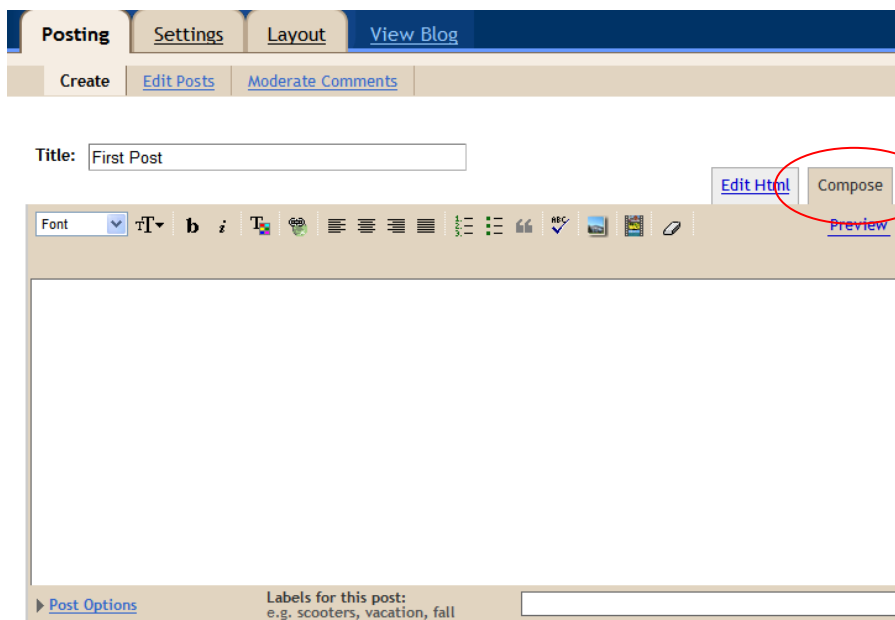 Posting Settings Layout View Blog
Create Edit Posts Moderate Comments
Title: First Post
Edit Html Compose
Font b i ABC Preview
Post Options Labels for this post:
e.g. scooters, vacation, fall